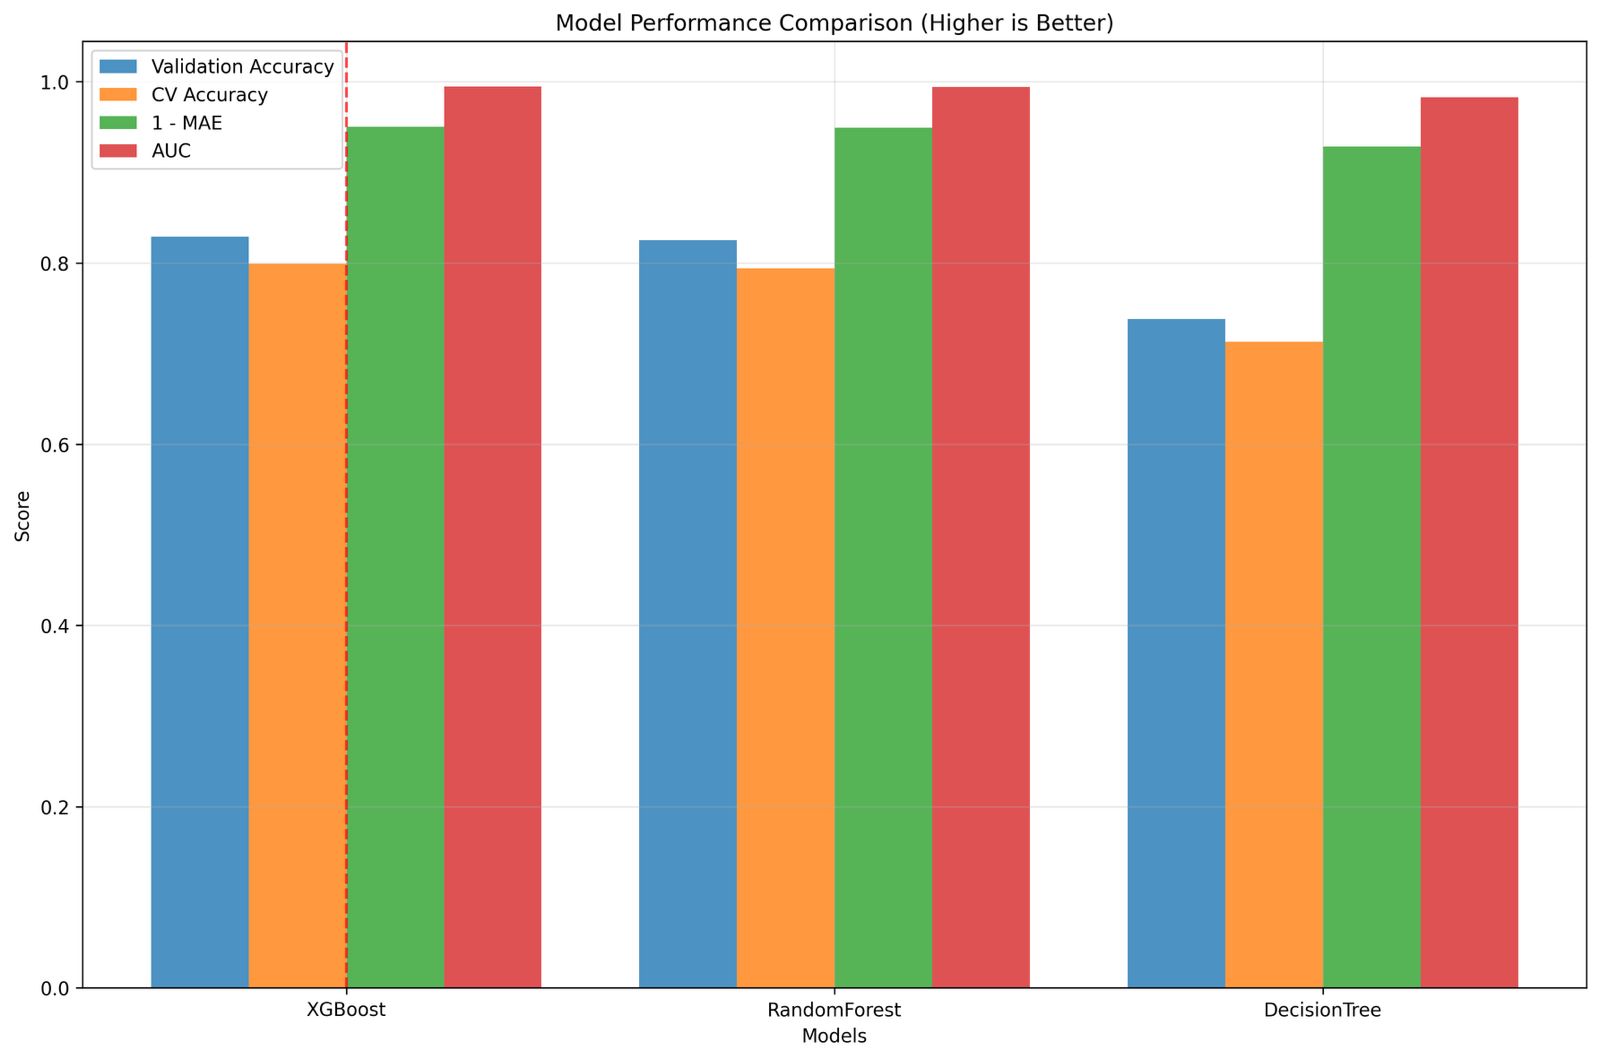 Model Performance Comparison (Higher is Better)
Validation Accuracy
CV Accuracy
1 - MAE
AUC
1.0
0.8
0.6
0.4
0.2
0.0
Score
XGBoost
RandomForest
DecisionTree
Models